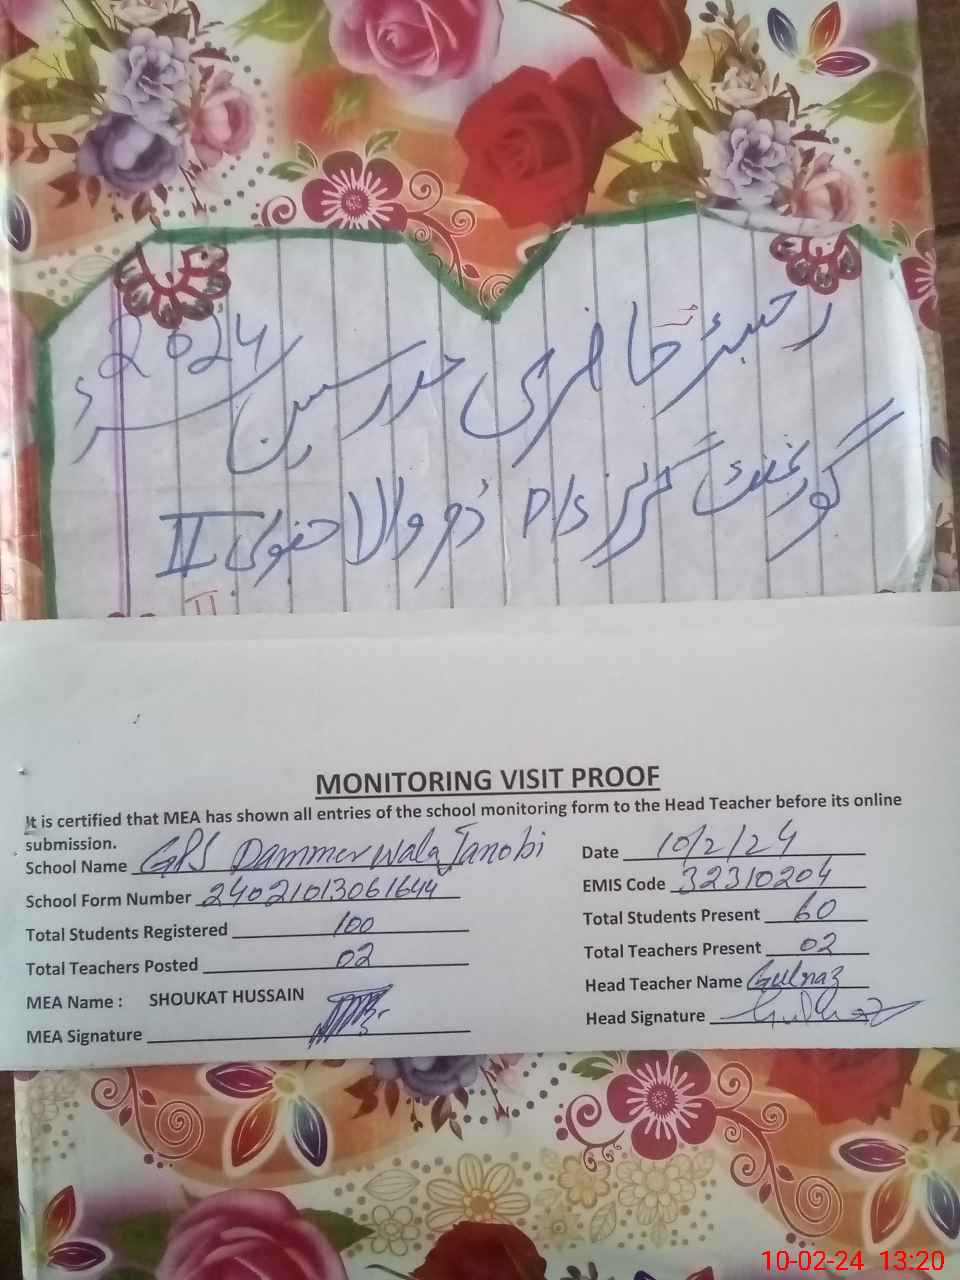 رجسٹر حاضری مدرسین
2024
گورنمنٹ گرلز P/S ڈمر والا جنوبی II
II
MONITORING VISIT PROOF
It is certified that MEA has shown all entries of the school monitoring form to the Head Teacher before its online
submission.
School Name GPS Dammer wala Janobi
Date 10/2/24
School Form Number 24021013061644
EMIS Code 32310204
Total Students Registered 100
Total Students Present 60
Total Teachers Posted 02
Total Teachers Present 02
MEA Name : SHOUKAT HUSSAIN
Head Teacher Name Gulnaz
MEA Signature
Head Signature Gulnaz
10-02-24 13:20